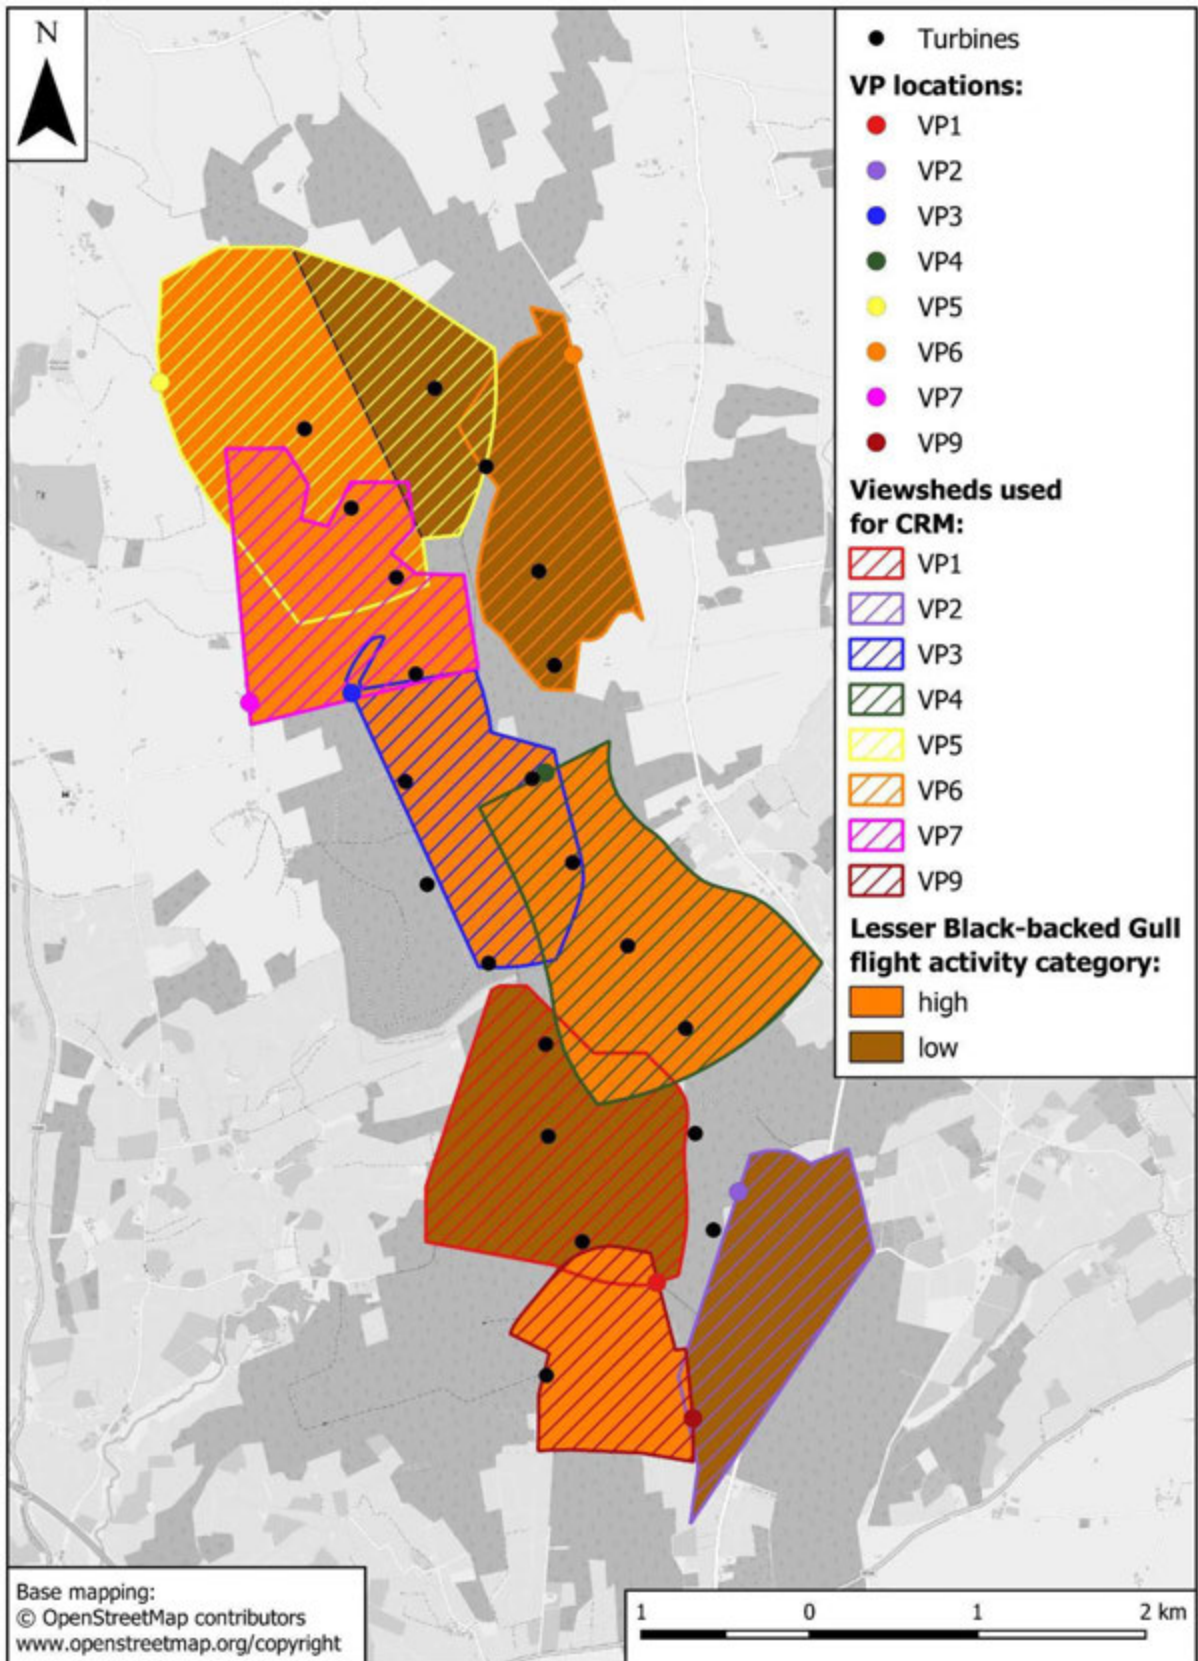 N
Turbines
VP locations:
VP1
VP2
VP3
VP4
VP5
VP6
VP7
VP9
Viewsheds used
for CRM:
VP1
VP2
VP3
VP4
VP5
VP6
VP7
VP9
Lesser Black-backed Gull
flight activity category:
high
low
Base mapping:
© OpenStreetMap contributors
www.openstreetmap.org/copyright
1 0 1 2 km